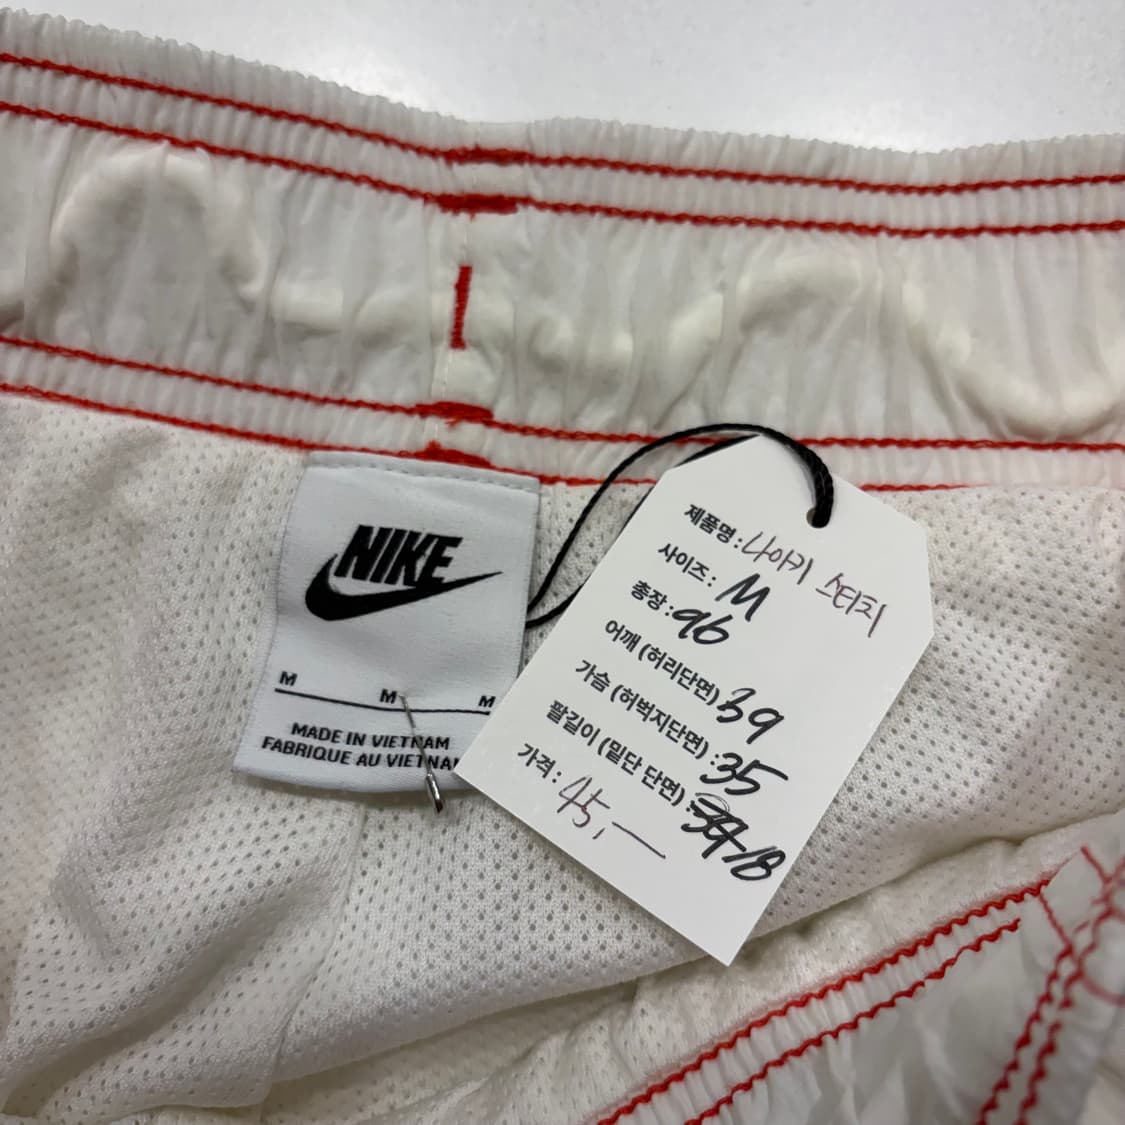 NIKE
M M M
MADE IN VIETNAM
FABRIQUE AU VIETNAM
제품명: 나이키 스티치
사이즈: M
총장: 96
어깨 (허리단면) 39
가슴 (허벅지단면) : 35
팔길이 (밑단 단면) : 18
가격: 45,—